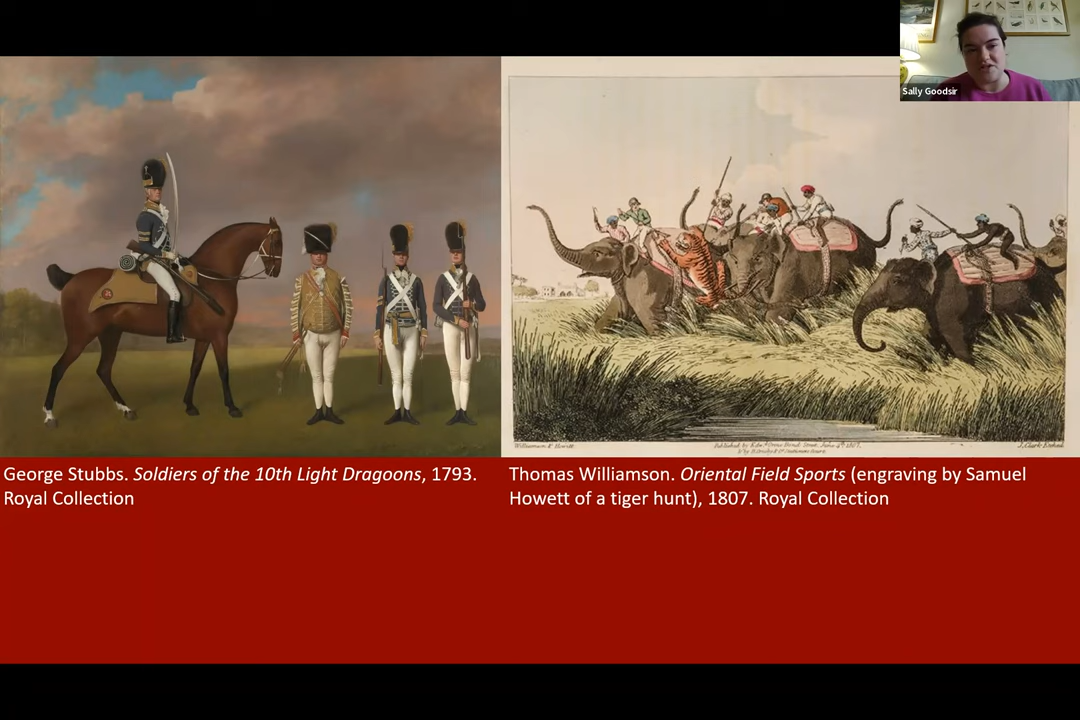 Sally Goodsir
George Stubbs. Soldiers of the 10th Light Dragoons, 1793.
Royal Collection
Thomas Williamson. Oriental Field Sports (engraving by Samuel
Howett of a tiger hunt), 1807. Royal Collection